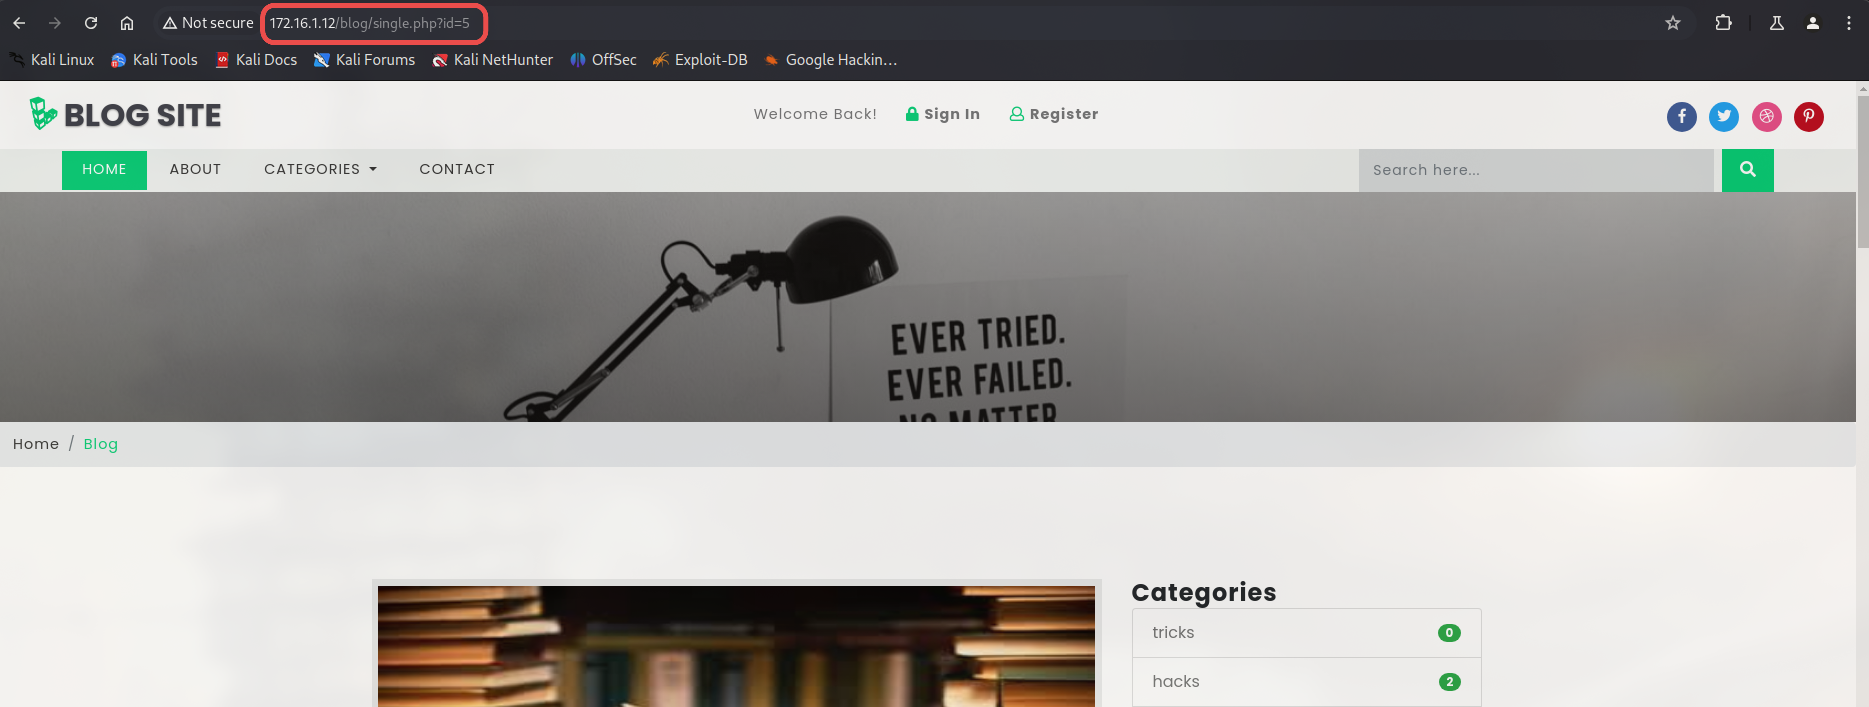 Not secure 172.16.1.12/blog/single.php?id=5
Kali Linux Kali Tools Kali Docs Kali Forums Kali NetHunter OffSec Exploit-DB Google Hackin...
BLOG SITE Welcome Back! Sign In Register
HOME ABOUT CATEGORIES CONTACT Search here...
EVER TRIED.
EVER FAILED.
NO MATTER.
Home / Blog
Categories
tricks 0
hacks 2